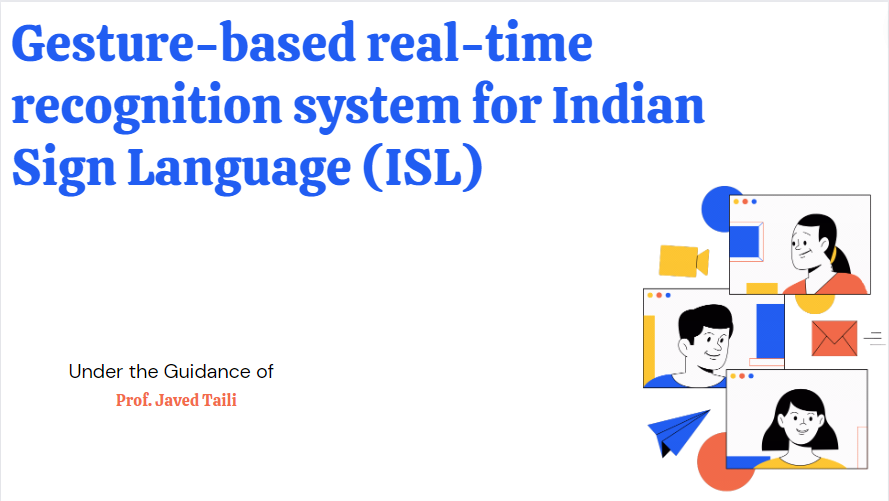 Gesture-based real-time
recognition system for Indian
Sign Language (ISL)
Under the Guidance of
Prof. Javed Taili